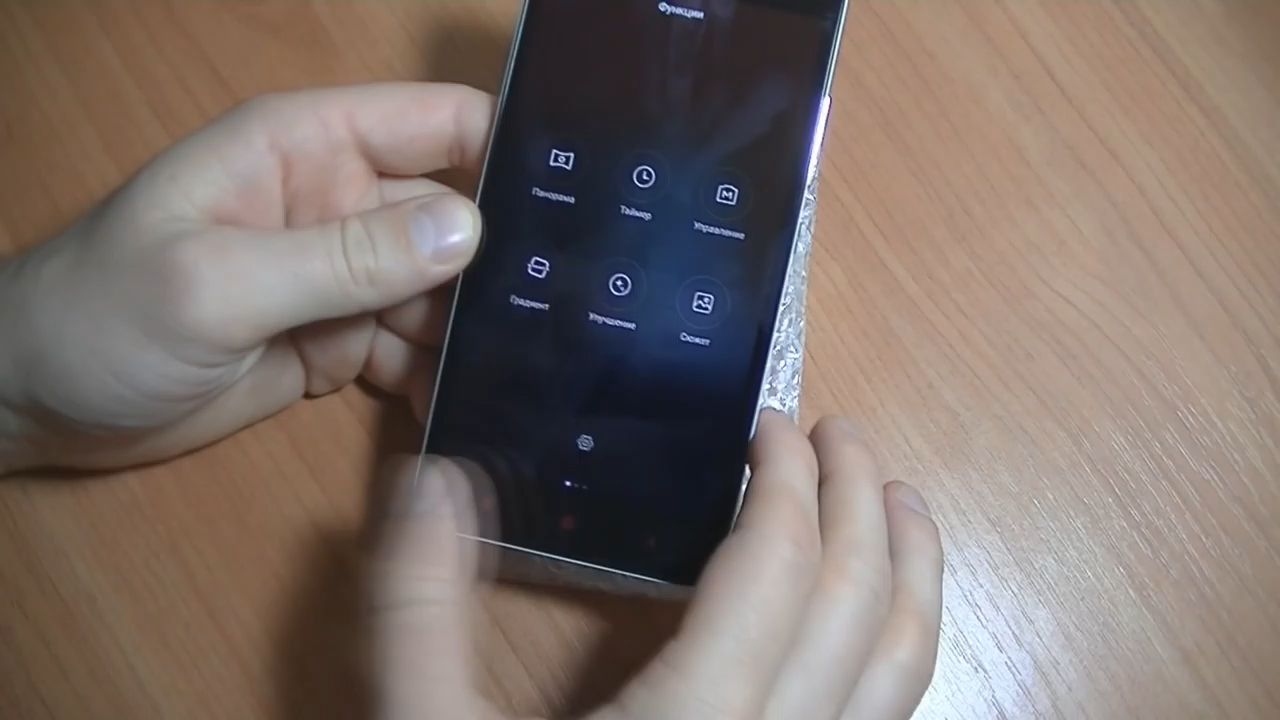 Функции
Панорама
Таймер
Управление
Градиент
Улучшение
Сюжет